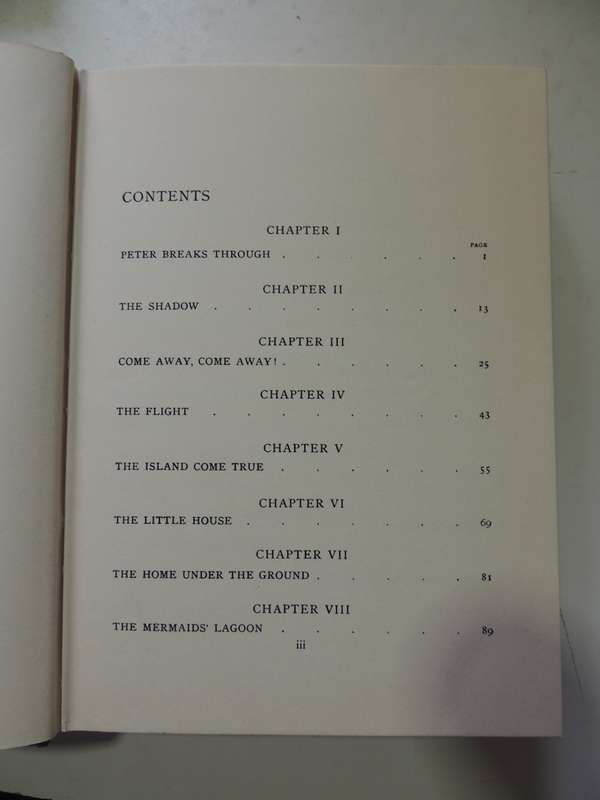 CONTENTS
CHAPTER I
PAGE
PETER BREAKS THROUGH . . . . . . 1
CHAPTER II
THE SHADOW . . . . . . . . 13
CHAPTER III
COME AWAY, COME AWAY! . . . . . . 25
CHAPTER IV
THE FLIGHT . . . . . . . . 43
CHAPTER V
THE ISLAND COME TRUE . . . . . . 55
CHAPTER VI
THE LITTLE HOUSE . . . . . . . 69
CHAPTER VII
THE HOME UNDER THE GROUND . . . . . 81
CHAPTER VIII
THE MERMAIDS' LAGOON . . . . . . 89
iii